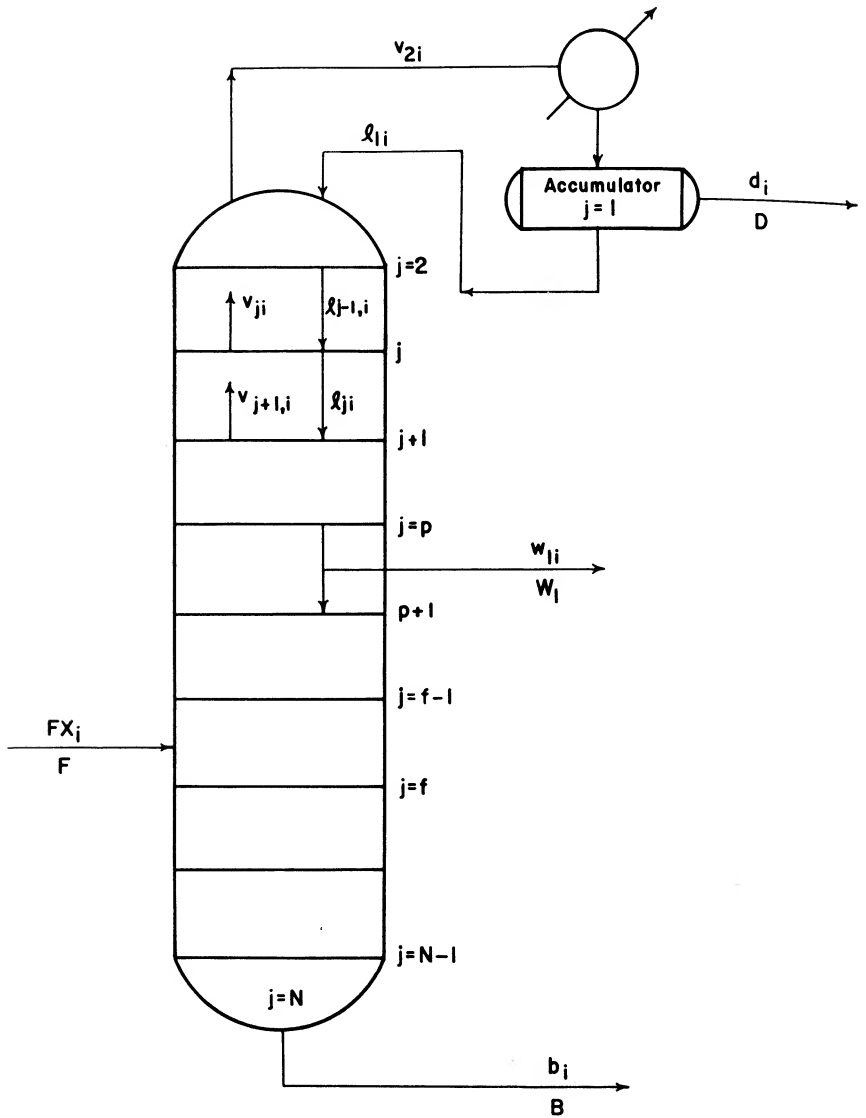 v2i
ℓ1i
Accumulator
j=1
di
D
j=2
vji
ℓj-1,i
j
vj+1,i
ℓji
j+1
j=p
w1i
W1
p+1
j=f-1
FXi
F
j=f
j=N-1
j=N
bi
B